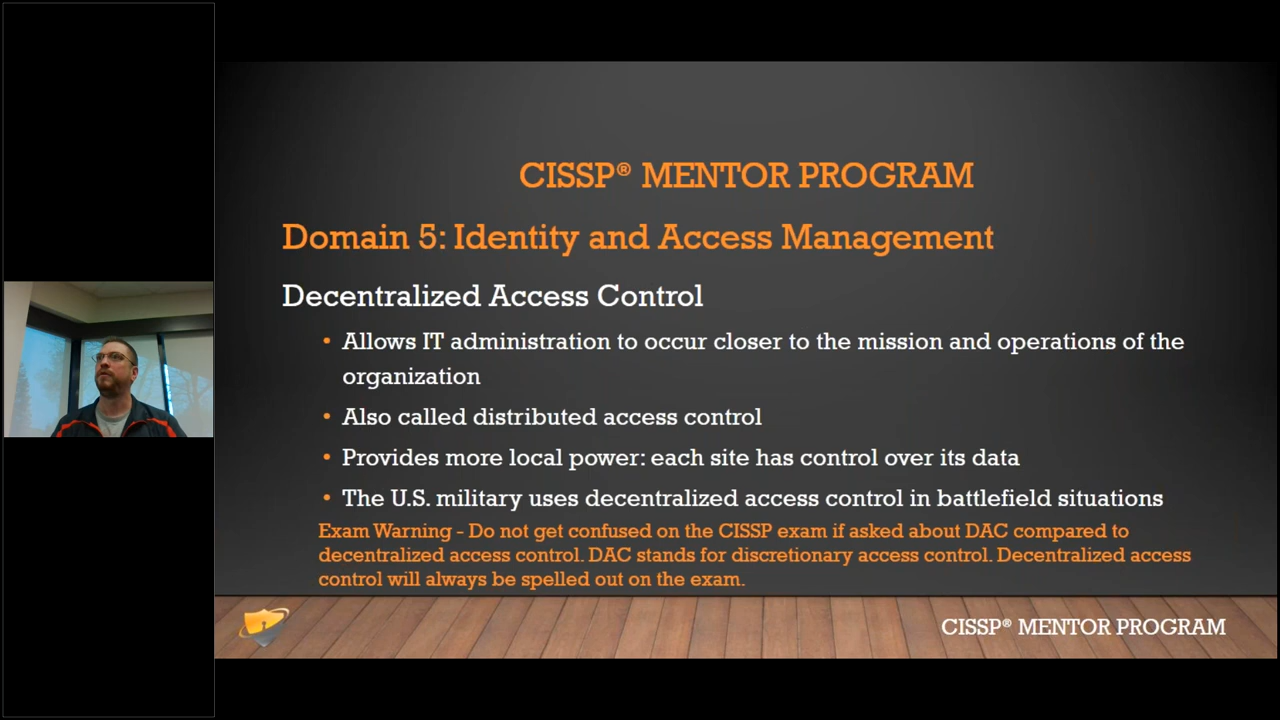 CISSP® MENTOR PROGRAM
Domain 5: Identity and Access Management
Decentralized Access Control
• Allows IT administration to occur closer to the mission and operations of the
organization
• Also called distributed access control
• Provides more local power: each site has control over its data
• The U.S. military uses decentralized access control in battlefield situations
Exam Warning - Do not get confused on the CISSP exam if asked about DAC compared to
decentralized access control. DAC stands for discretionary access control. Decentralized access
control will always be spelled out on the exam.
CISSP® MENTOR PROGRAM